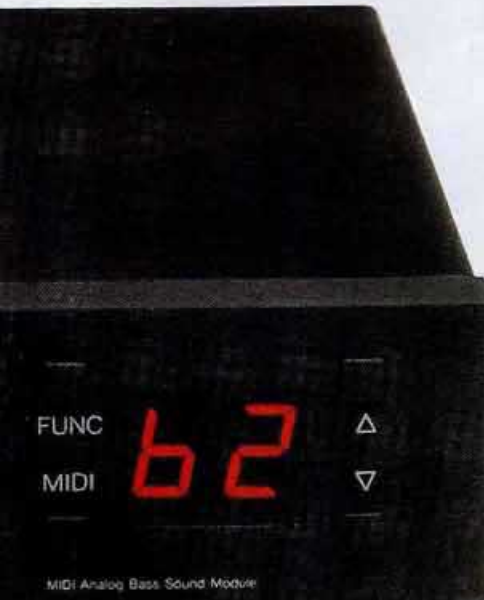 FUNC
b2
△
MIDI
▽
MIDI Analog Bass Sound Module